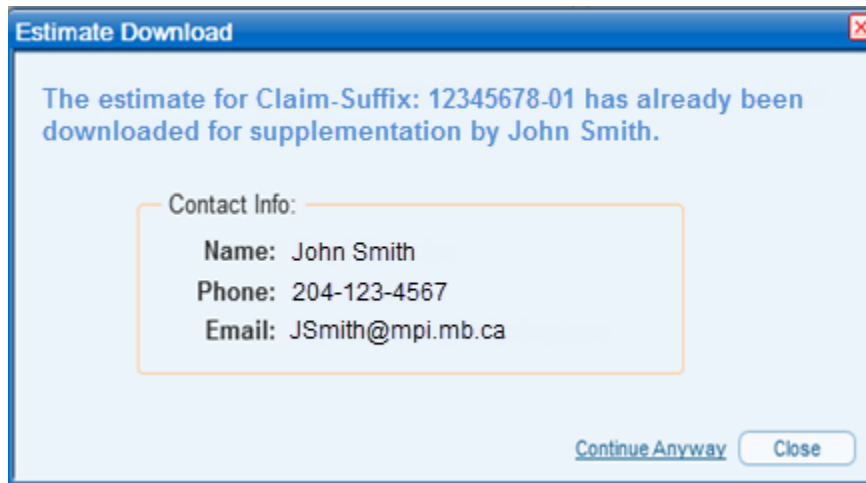 Estimate Download
The estimate for Claim-Suffix: 12345678-01 has already been
downloaded for supplementation by John Smith.
Contact Info:
Name: John Smith
Phone: 204-123-4567
Email: JSmith@mpi.mb.ca
Continue Anyway Close